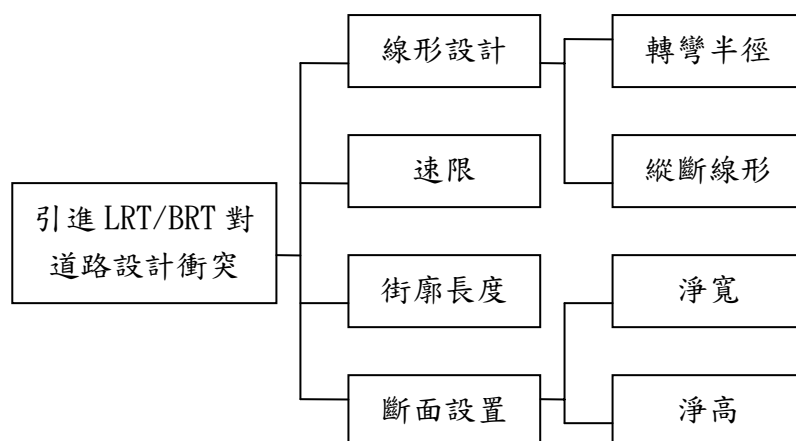 引進 LRT/BRT 對
道路設計衝突
線形設計
轉彎半徑
縱斷線形
速限
街廓長度
斷面設置
淨寬
淨高